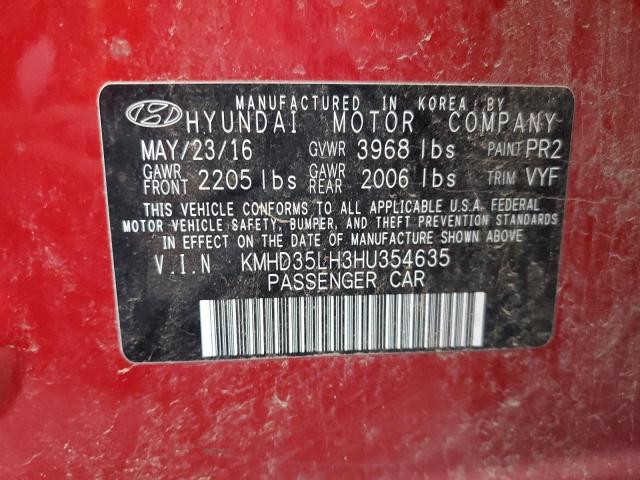 MANUFACTURED IN KOREA BY
HYUNDAI MOTOR COMPANY
MAY/23/16 GVWR 3968 lbs PAINT PR2
GAWR FRONT 2205 lbs GAWR REAR 2006 lbs TRIM VYF
THIS VEHICLE CONFORMS TO ALL APPLICABLE U.S.A. FEDERAL
MOTOR VEHICLE SAFETY, BUMPER, AND THEFT PREVENTION STANDARDS
IN EFFECT ON THE DATE OF MANUFACTURE SHOWN ABOVE
V.I.N KMHD35LH3HU354635
PASSENGER CAR